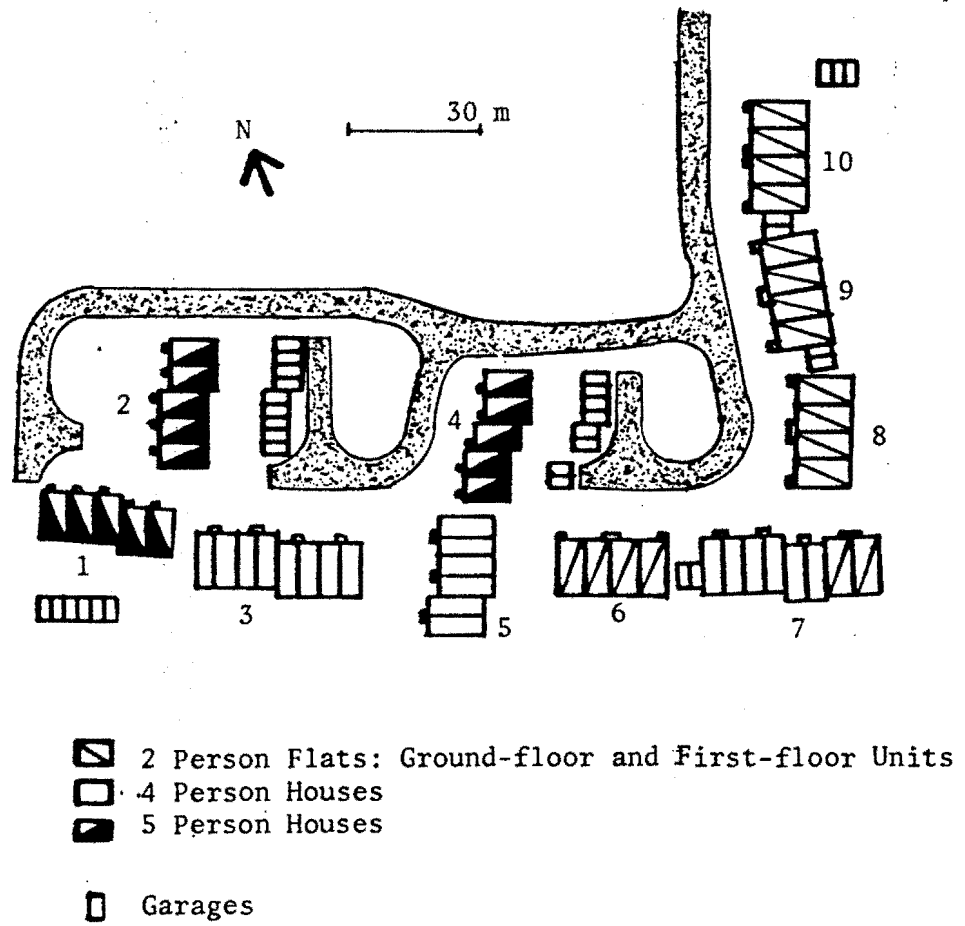 30 m
N
10
9
2
4
8
1
3
5
6
7
2 Person Flats: Ground-floor and First-floor Units
4 Person Houses
5 Person Houses
Garages